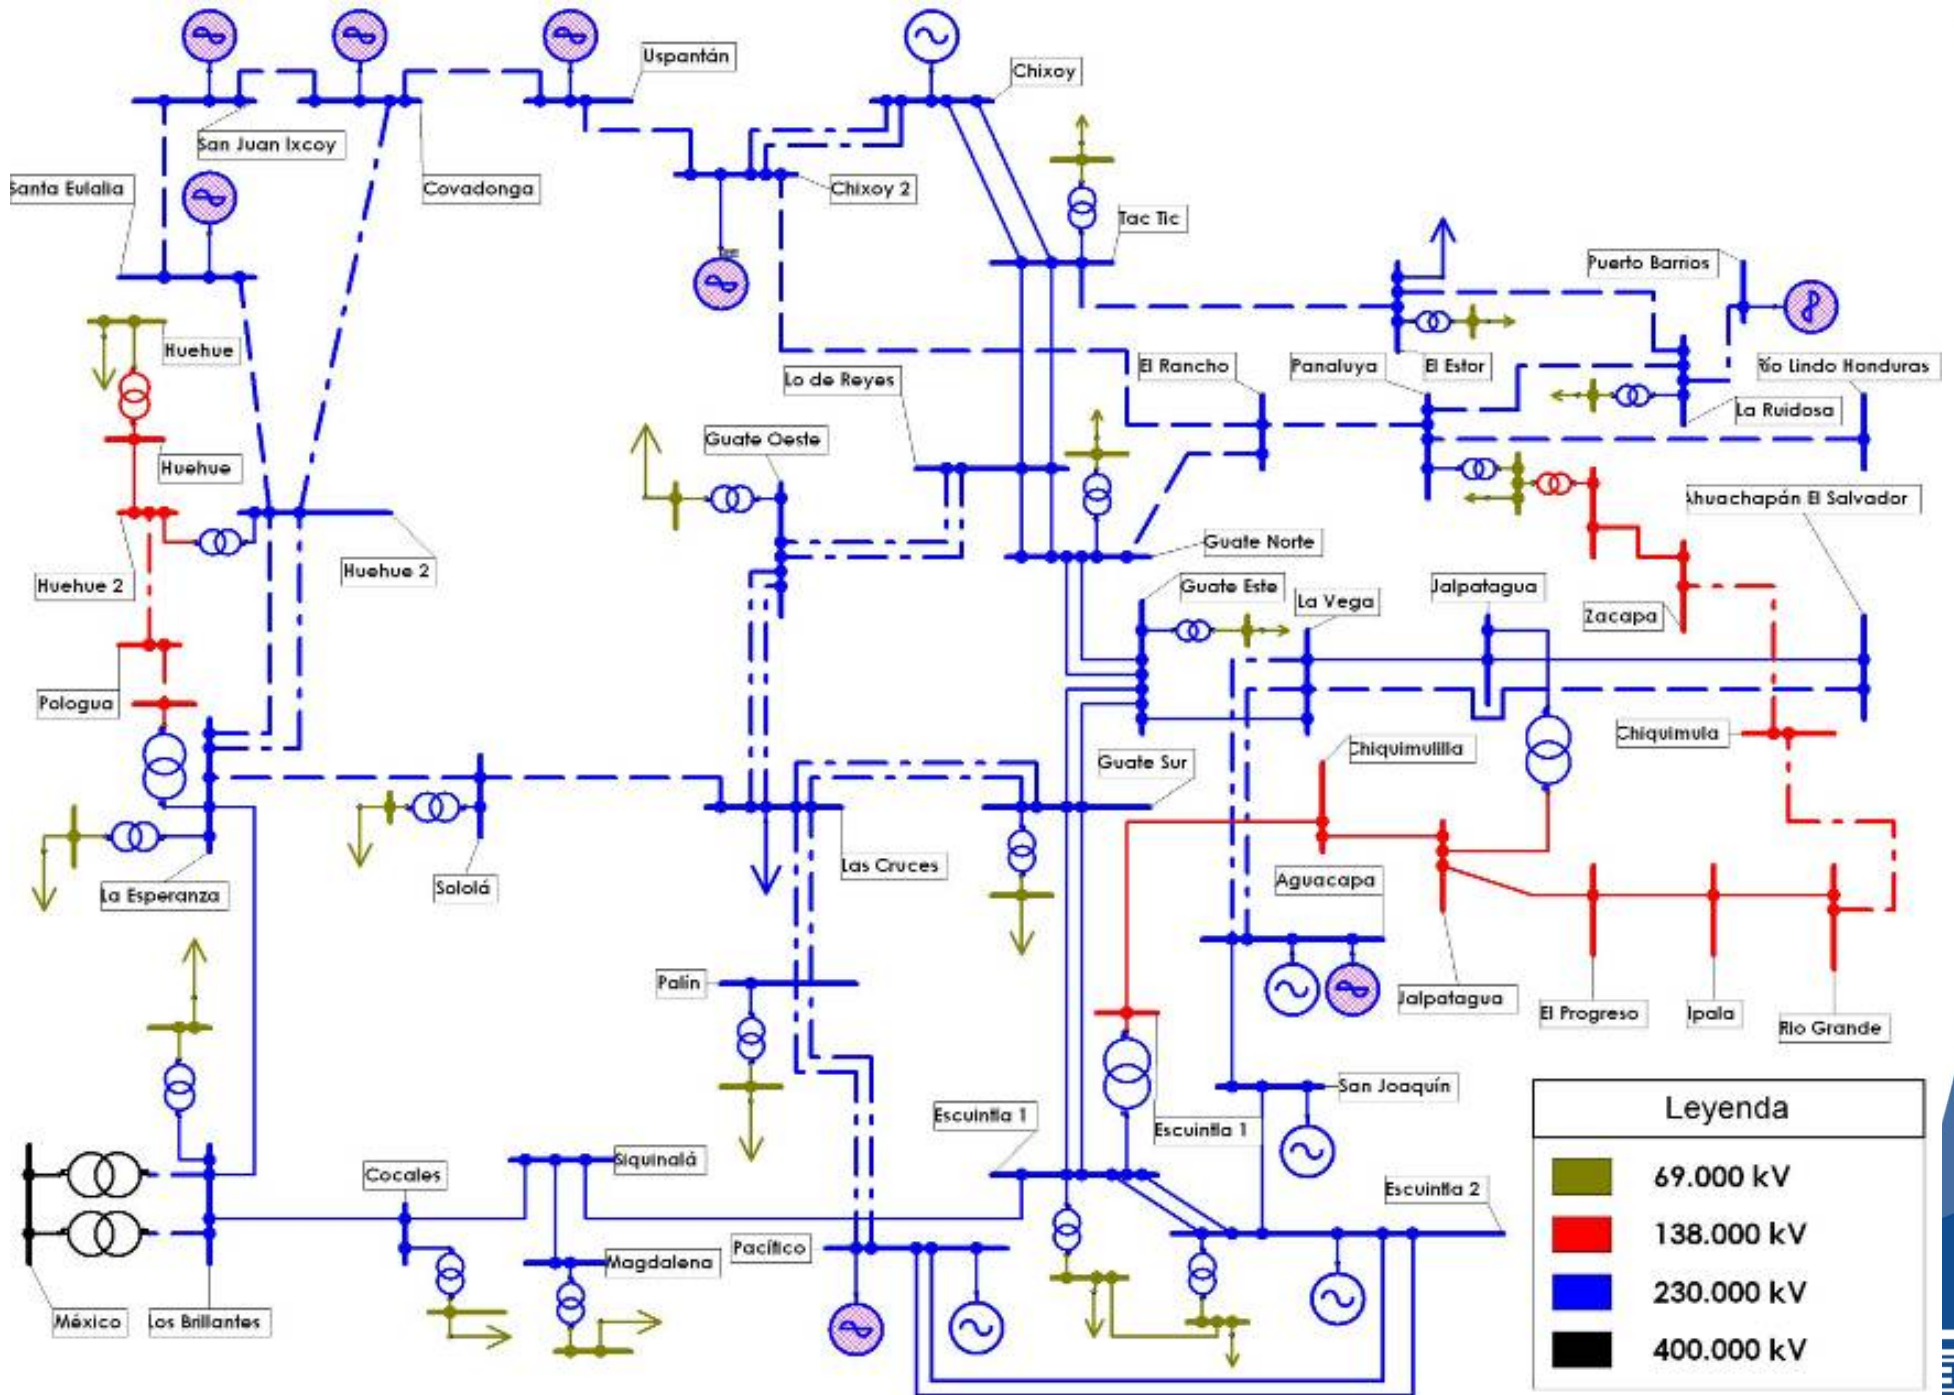 Uspantán
Chixoy
San Juan Ixcoy
Santa Eulalia
Covadonga
Chixoy 2
Tac Tic
Puerto Barrios
Huehue
Lo de Reyes
El Rancho
Panaluya
El Estor
Río Lindo Honduras
La Ruidosa
Guate Oeste
Huehue
Ahuachapán El Salvador
Guate Norte
Huehue 2
Huehue 2
Guate Este
La Vega
Jalpatagua
Zacapa
Pologua
Chiquimula
Chiquimulilla
Guate Sur
La Esperanza
Sololá
Las Cruces
Aguacapa
Palín
Jalpatagua
El Progreso
Ipala
Rio Grande
San Joaquín
Escuintla 1
Escuintla 1
Siquinalá
Cocales
Escuintla 2
Pacífico
Magdalena
México
Los Brillantes
Leyenda
69.000 kV
138.000 kV
230.000 kV
400.000 kV